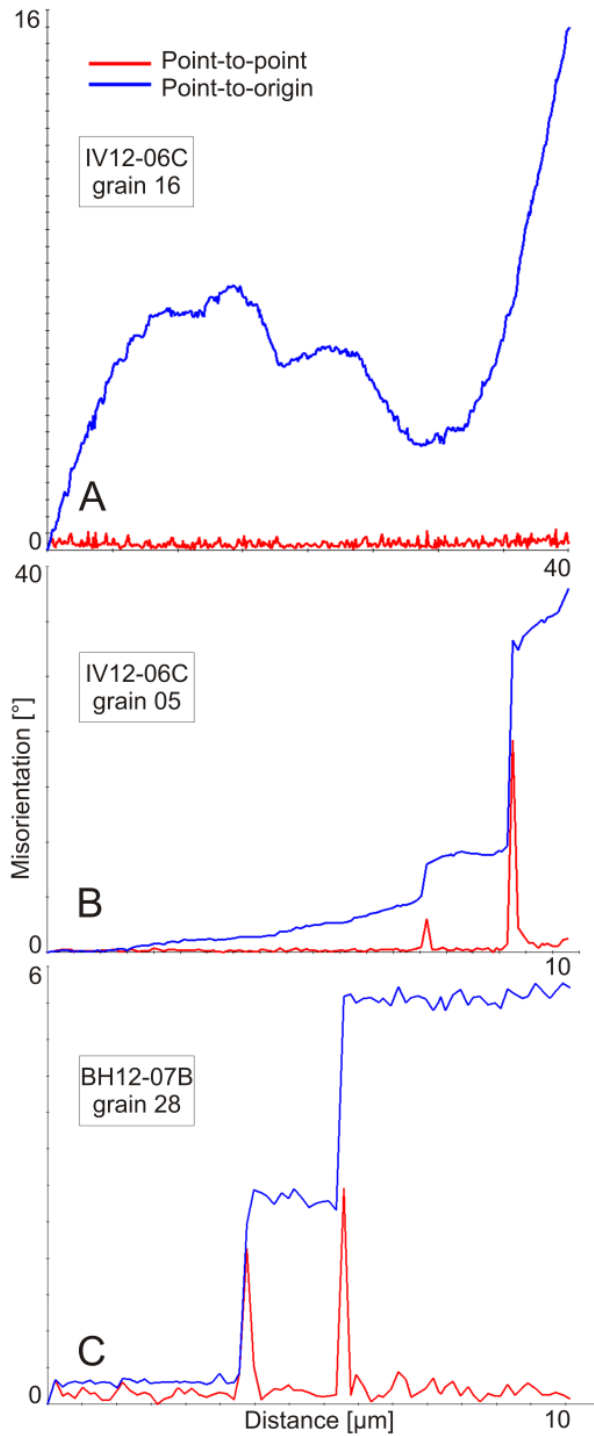 16
Point-to-point
Point-to-origin
IV12-06C
grain 16
A
0
40
40
IV12-06C
grain 05
Misorientation [°]
B
0
10
6
BH12-07B
grain 28
C
0
Distance [µm]
10